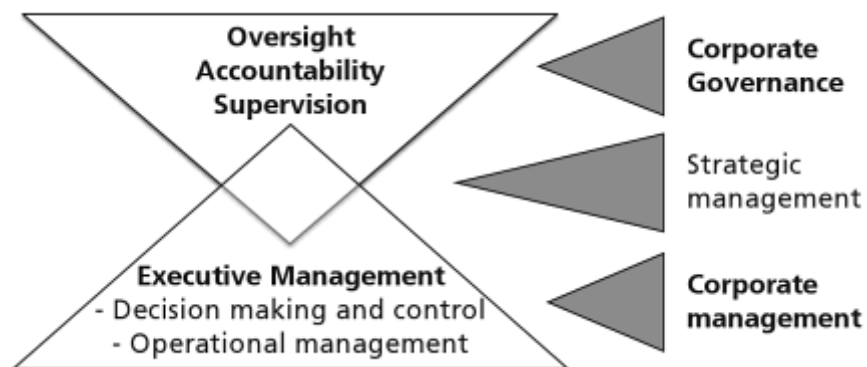 Oversight
Accountability
Supervision
Corporate
Governance
Strategic
management
Executive Management
- Decision making and control
- Operational management
Corporate
management